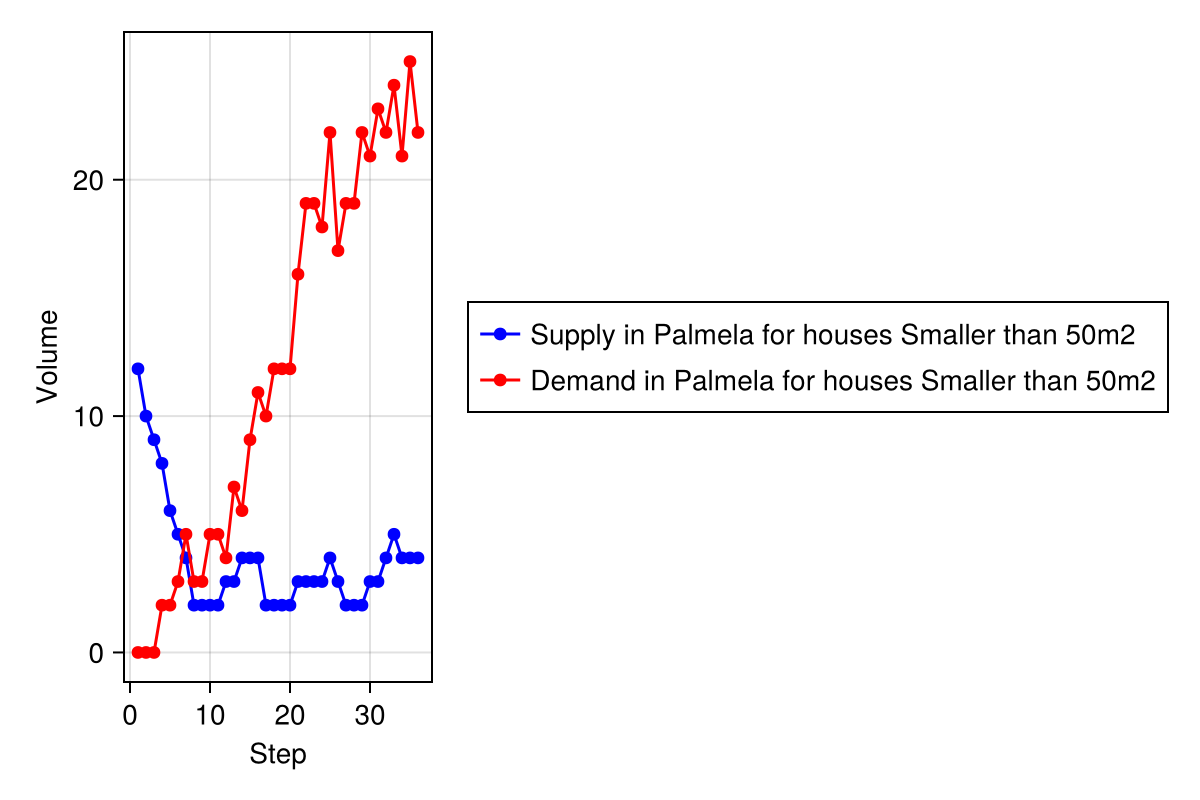 20
10
0
Volume
0 10 20 30
Step
Supply in Palmela for houses Smaller than 50m2
Demand in Palmela for houses Smaller than 50m2